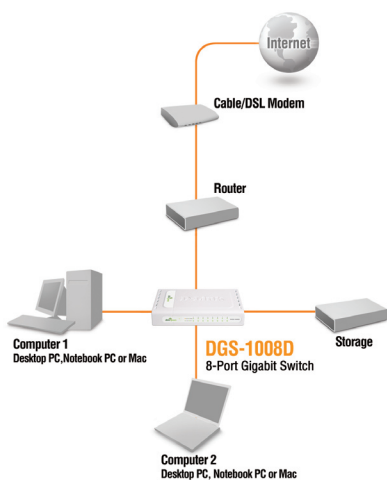 Internet
Cable/DSL Modem
Router
Computer 1
Desktop PC,Notebook PC or Mac
DGS-1008D
8-Port Gigabit Switch
Storage
Computer 2
Desktop PC, Notebook PC or Mac